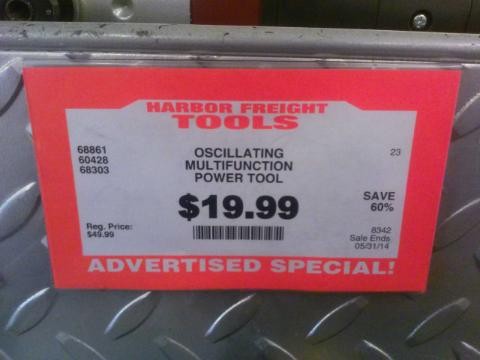 HARBOR FREIGHT
TOOLS
68861
60428
68303
OSCILLATING
MULTIFUNCTION
POWER TOOL
23
$19.99
SAVE
60%
Reg. Price:
$49.99
8342
Sale Ends
05/31/14
ADVERTISED SPECIAL!